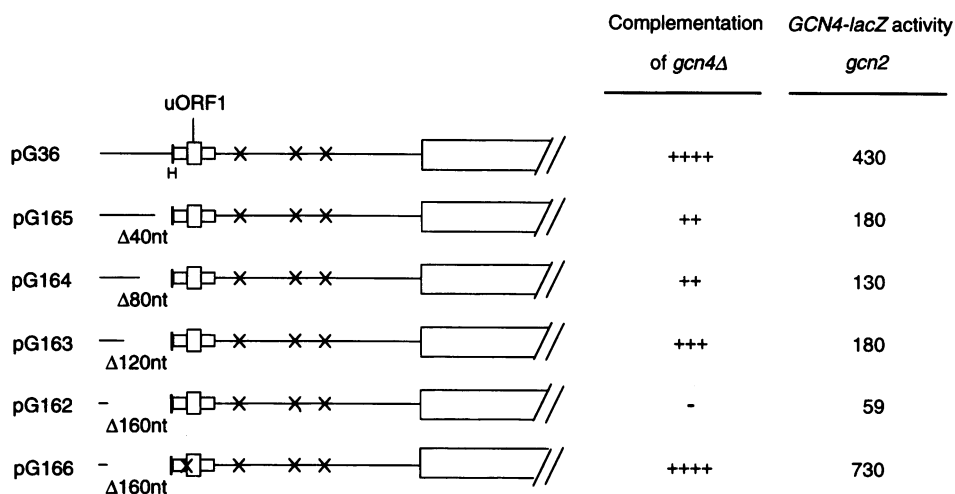 Complementation of gcn4Δ
GCN4-lacZ activity gcn2
uORF1
pG36
H
++++
430
pG165
Δ40nt
++
180
pG164
Δ80nt
++
130
pG163
Δ120nt
+++
180
pG162
Δ160nt
-
59
pG166
Δ160nt
++++
730